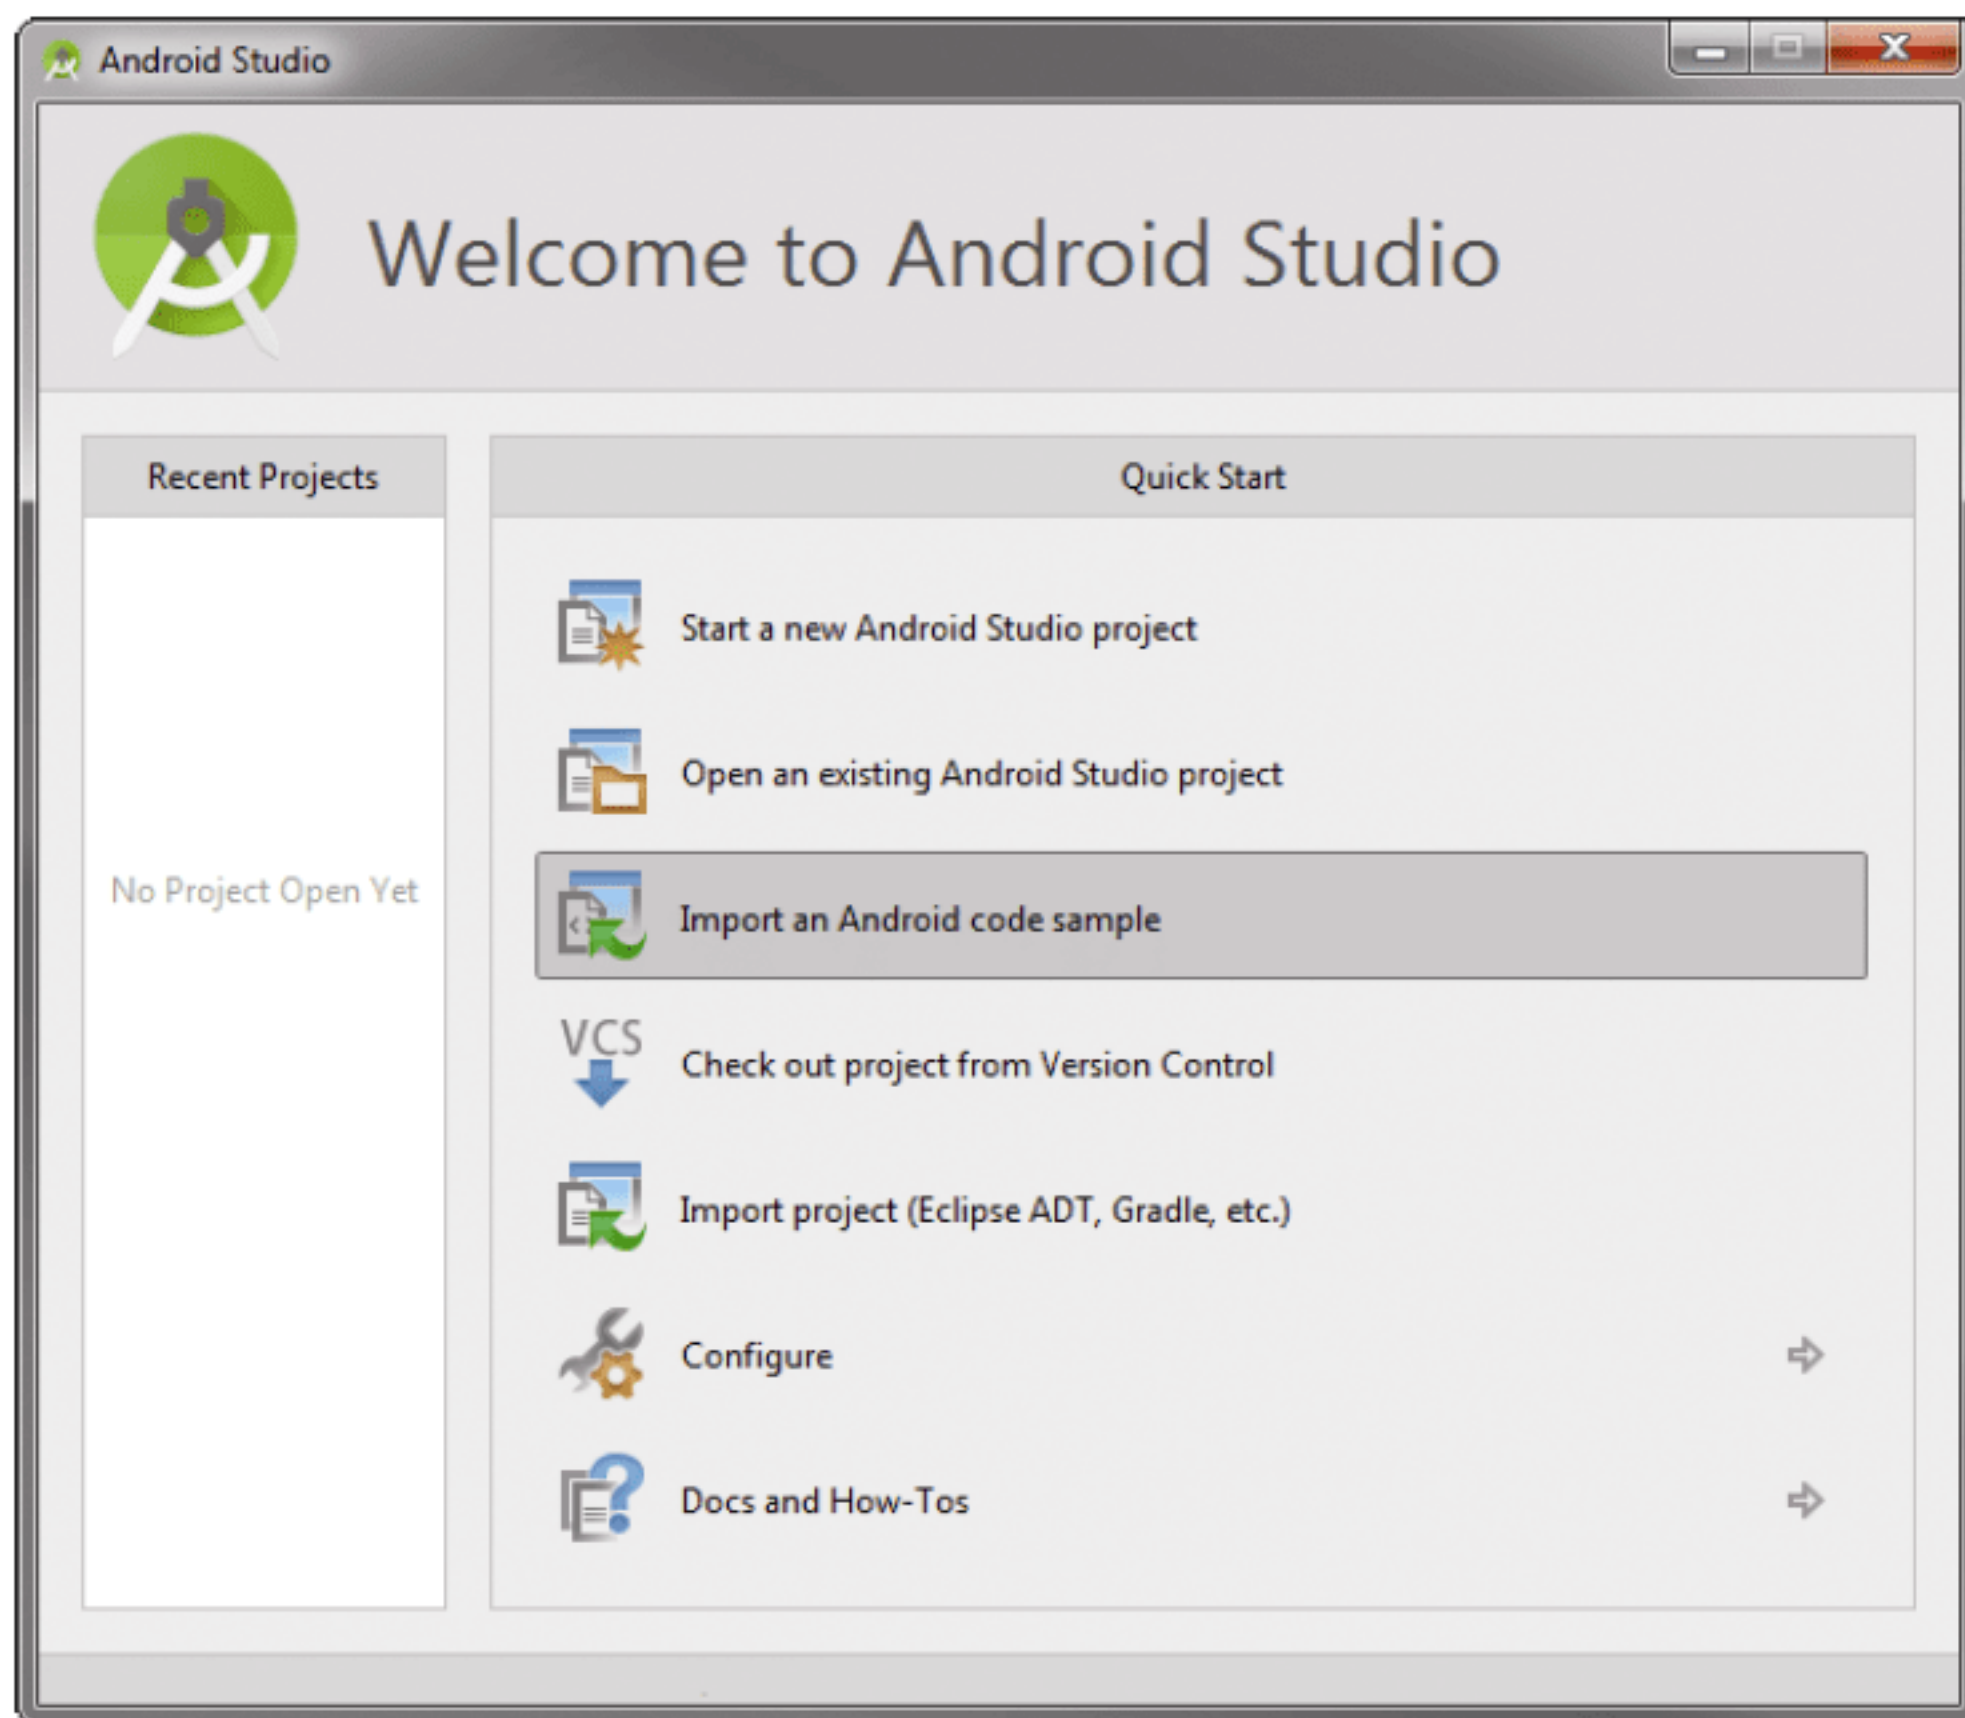 Android Studio
Welcome to Android Studio
Recent Projects
No Project Open Yet
Quick Start
Start a new Android Studio project
Open an existing Android Studio project
Import an Android code sample
VCS
Check out project from Version Control
Import project (Eclipse ADT, Gradle, etc.)
Configure
Docs and How-Tos